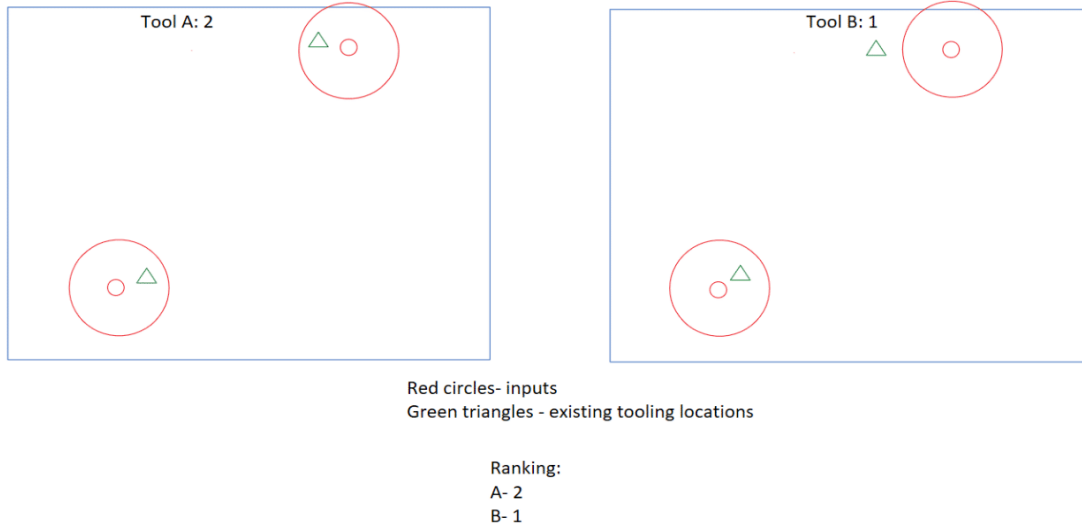 Tool A: 2
Tool B: 1
Red circles- inputs
Green triangles - existing tooling locations
Ranking:
A- 2
B- 1